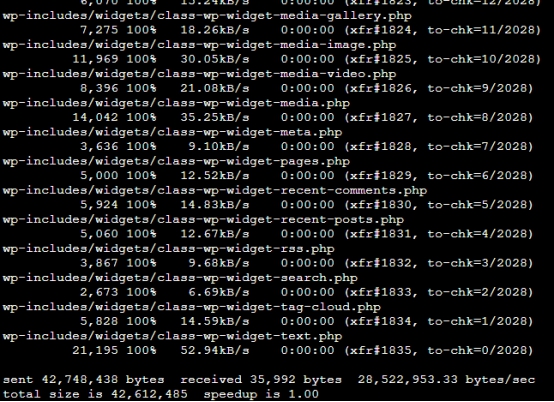 6,070 100% 15.24kB/s 0:00:00 (xfr#1823, to-chk=12/2028)
wp-includes/widgets/class-wp-widget-media-gallery.php
7,275 100% 18.26kB/s 0:00:00 (xfr#1824, to-chk=11/2028)
wp-includes/widgets/class-wp-widget-media-image.php
11,969 100% 30.05kB/s 0:00:00 (xfr#1825, to-chk=10/2028)
wp-includes/widgets/class-wp-widget-media-video.php
8,396 100% 21.08kB/s 0:00:00 (xfr#1826, to-chk=9/2028)
wp-includes/widgets/class-wp-widget-media.php
14,042 100% 35.25kB/s 0:00:00 (xfr#1827, to-chk=8/2028)
wp-includes/widgets/class-wp-widget-meta.php
3,636 100% 9.10kB/s 0:00:00 (xfr#1828, to-chk=7/2028)
wp-includes/widgets/class-wp-widget-pages.php
5,000 100% 12.52kB/s 0:00:00 (xfr#1829, to-chk=6/2028)
wp-includes/widgets/class-wp-widget-recent-comments.php
5,924 100% 14.83kB/s 0:00:00 (xfr#1830, to-chk=5/2028)
wp-includes/widgets/class-wp-widget-recent-posts.php
5,060 100% 12.67kB/s 0:00:00 (xfr#1831, to-chk=4/2028)
wp-includes/widgets/class-wp-widget-rss.php
3,867 100% 9.68kB/s 0:00:00 (xfr#1832, to-chk=3/2028)
wp-includes/widgets/class-wp-widget-search.php
2,673 100% 6.69kB/s 0:00:00 (xfr#1833, to-chk=2/2028)
wp-includes/widgets/class-wp-widget-tag-cloud.php
5,828 100% 14.59kB/s 0:00:00 (xfr#1834, to-chk=1/2028)
wp-includes/widgets/class-wp-widget-text.php
21,195 100% 52.94kB/s 0:00:00 (xfr#1835, to-chk=0/2028)
sent 42,748,438 bytes received 35,992 bytes 28,522,953.33 bytes/sec
total size is 42,612,485 speedup is 1.00